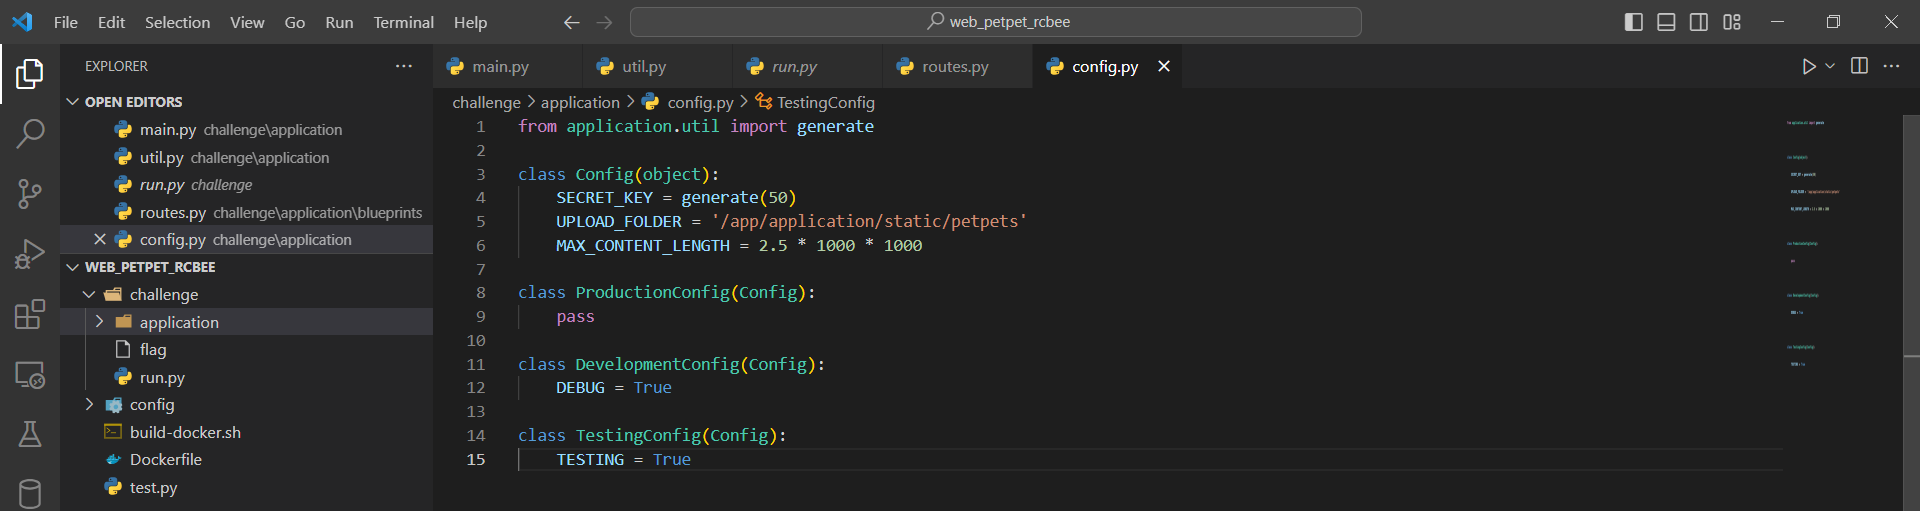 File Edit Selection View Go Run Terminal Help
web_petpet_rcbee
EXPLORER
OPEN EDITORS
main.py challenge\application
util.py challenge\application
run.py challenge
routes.py challenge\application\blueprints
config.py challenge\application
WEB_PETPET_RCBEE
challenge
application
flag
run.py
config
build-docker.sh
Dockerfile
test.py
main.py util.py run.py routes.py config.py
challenge > application > config.py > TestingConfig
1 from application.util import generate
2
3 class Config(object):
4     SECRET_KEY = generate(50)
5     UPLOAD_FOLDER = '/app/application/static/petpets'
6     MAX_CONTENT_LENGTH = 2.5 * 1000 * 1000
7
8 class ProductionConfig(Config):
9     pass
10
11 class DevelopmentConfig(Config):
12     DEBUG = True
13
14 class TestingConfig(Config):
15     TESTING = True